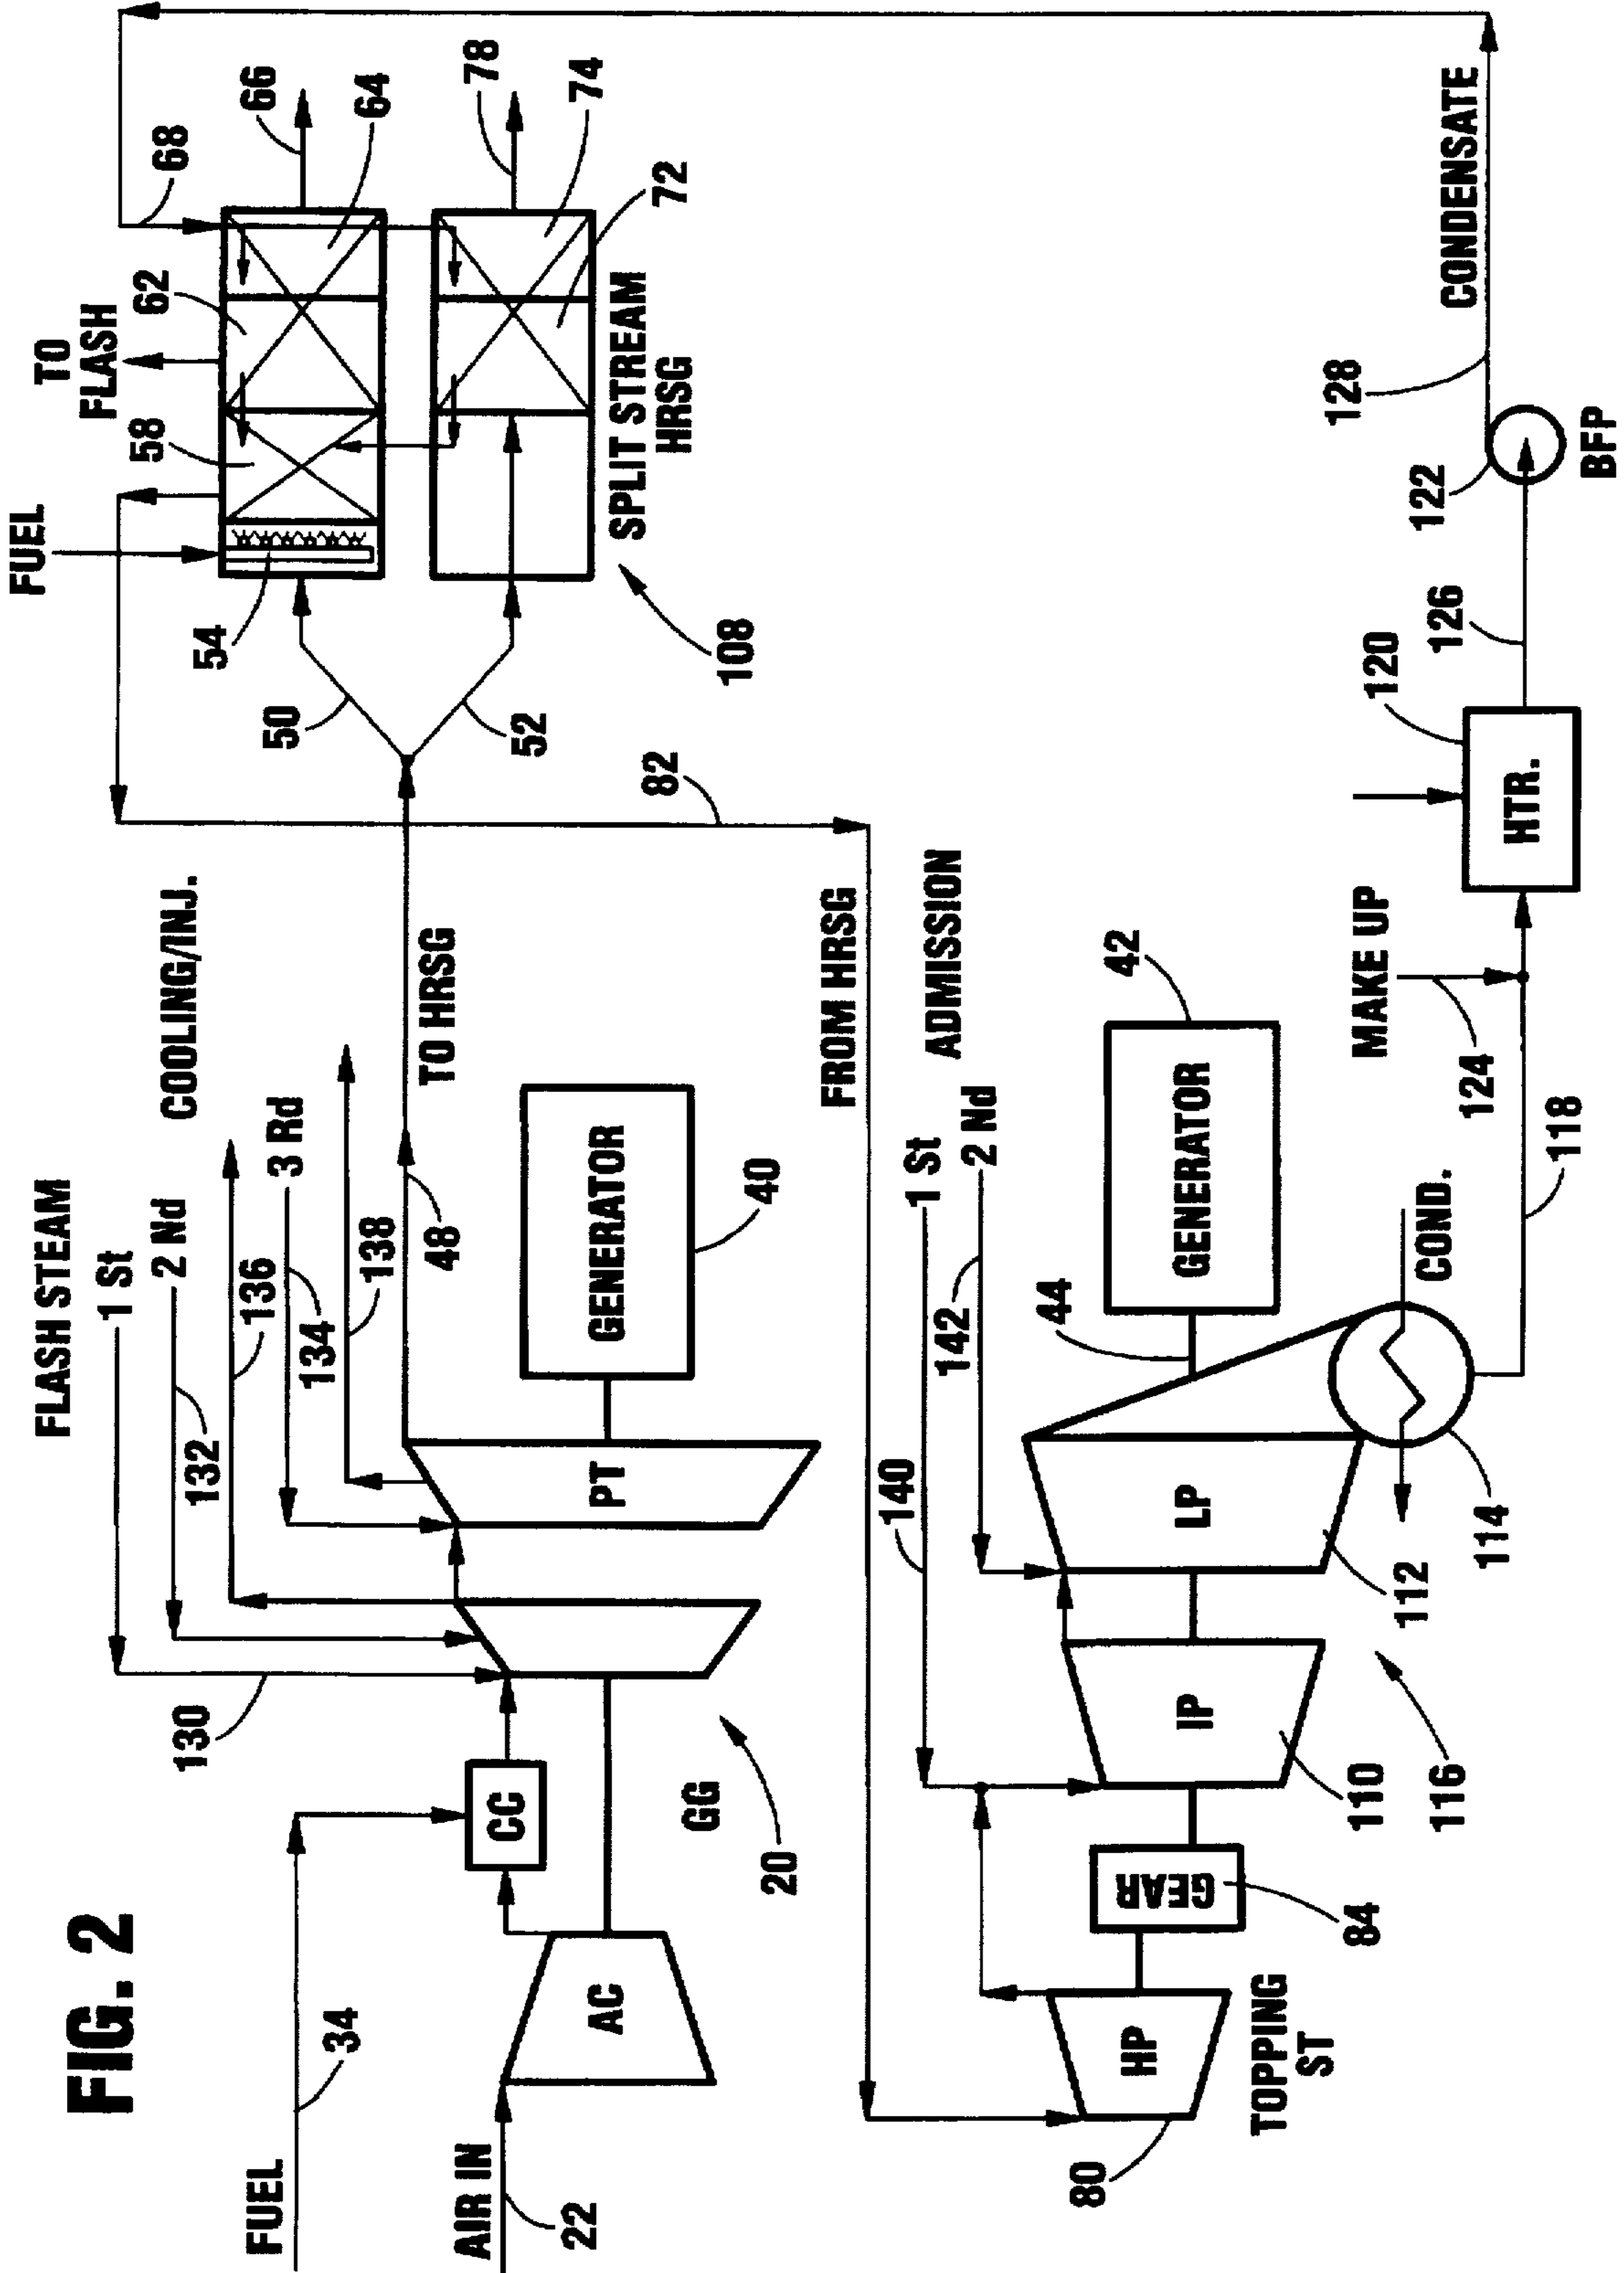 FIG. 2
FUEL
34
AIR IN
22
AC
CC
GG
20
130
FLASH STEAM
1 St
2 Nd
132
136
COOLING/INJ.
3 Rd
134
138
48
TO HRSG
PT
GENERATOR
40
FUEL
54
58
TO
FLASH
62
68
66
64
78
74
72
50
52
SPLIT STREAM
HRSG
108
82
FROM HRSG
ADMISSION
1 St
2 Nd
140
142
44
GENERATOR
42
HP
80
TOPPING
ST
GEAR
84
IP
110
116
LP
112
114
COND.
118
MAKE UP
124
HTR.
120
126
122
BFP
128
CONDENSATE